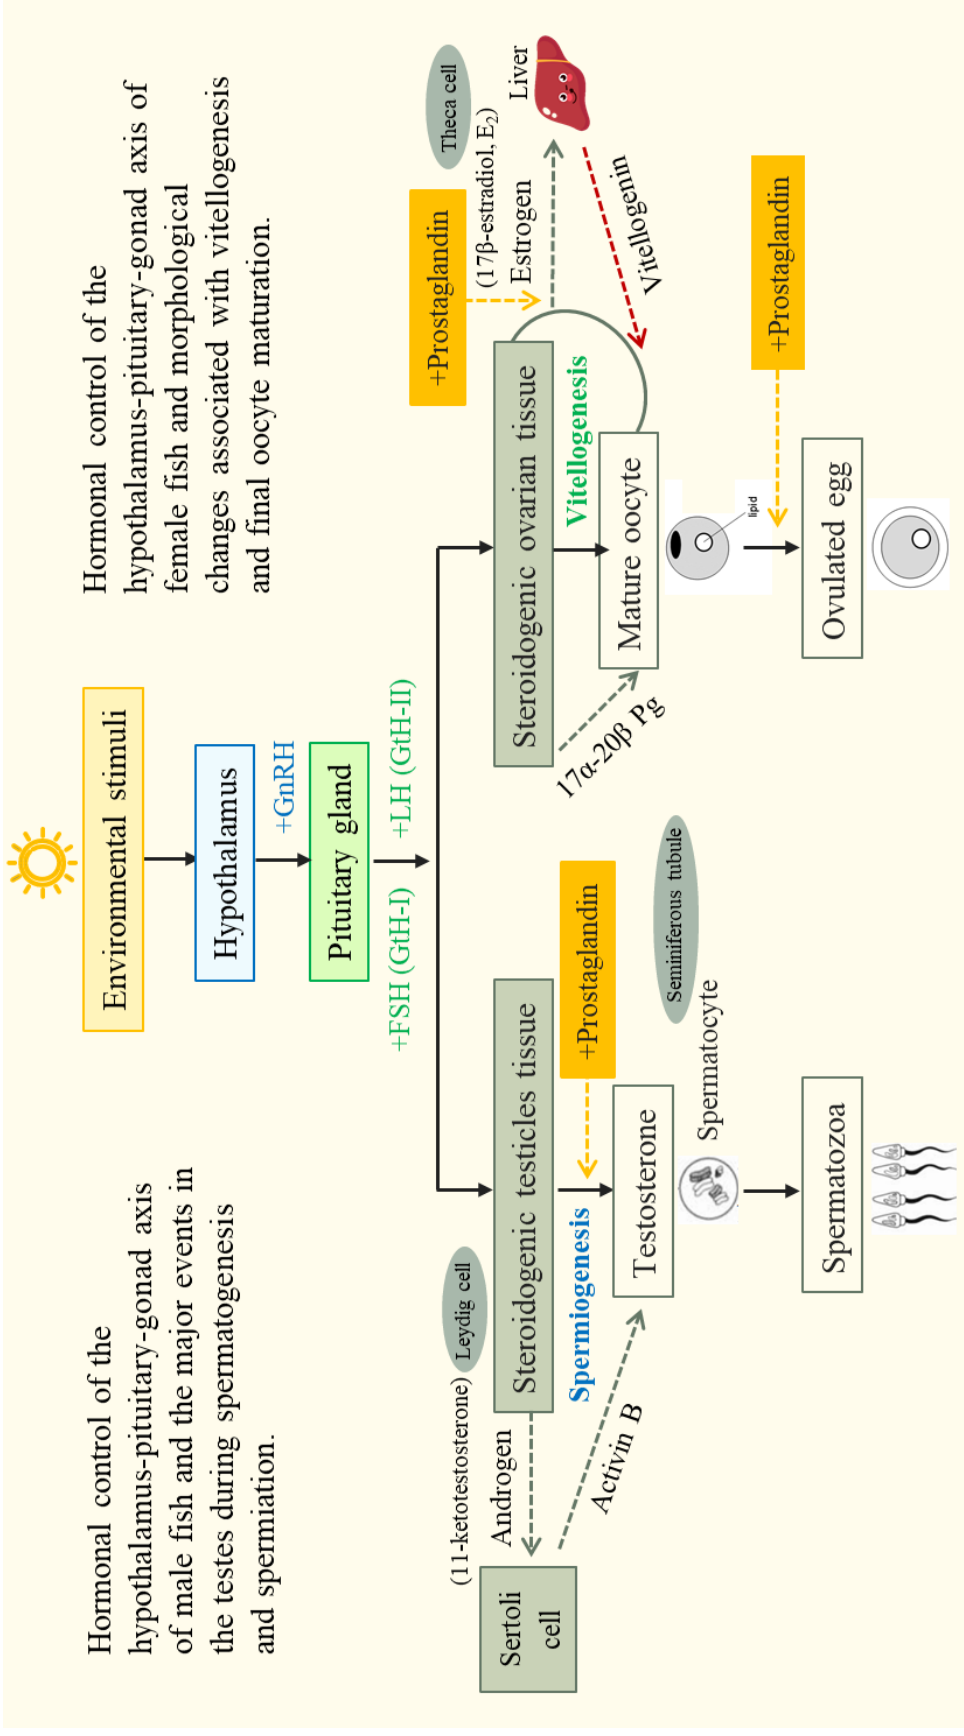 Hormonal control of the
hypothalamus-pituitary-gonad axis
of male fish and the major events in
the testes during spermatogenesis
and spermiation.
Environmental stimuli
Hypothalamus
+GnRH
Pituitary gland
+FSH (GtH-I)
+LH (GtH-II)
Hormonal control of the
hypothalamus-pituitary-gonad axis of
female fish and morphological
changes associated with vitellogenesis
and final oocyte maturation.
(11-ketotestosterone)
Leydig cell
Androgen
Sertoli
cell
Steroidogenic testicles tissue
Activin B
Spermiogenesis
+Prostaglandin
Testosterone
Spermatocyte
Seminiferous tubule
Spermatozoa
+Prostaglandin
Theca cell
(17β-estradiol, E₂)
Estrogen
Liver
Steroidogenic ovarian tissue
Vitellogenin
17α-20β Pg
Vitellogenesis
Mature oocyte
lipid
+Prostaglandin
Ovulated egg